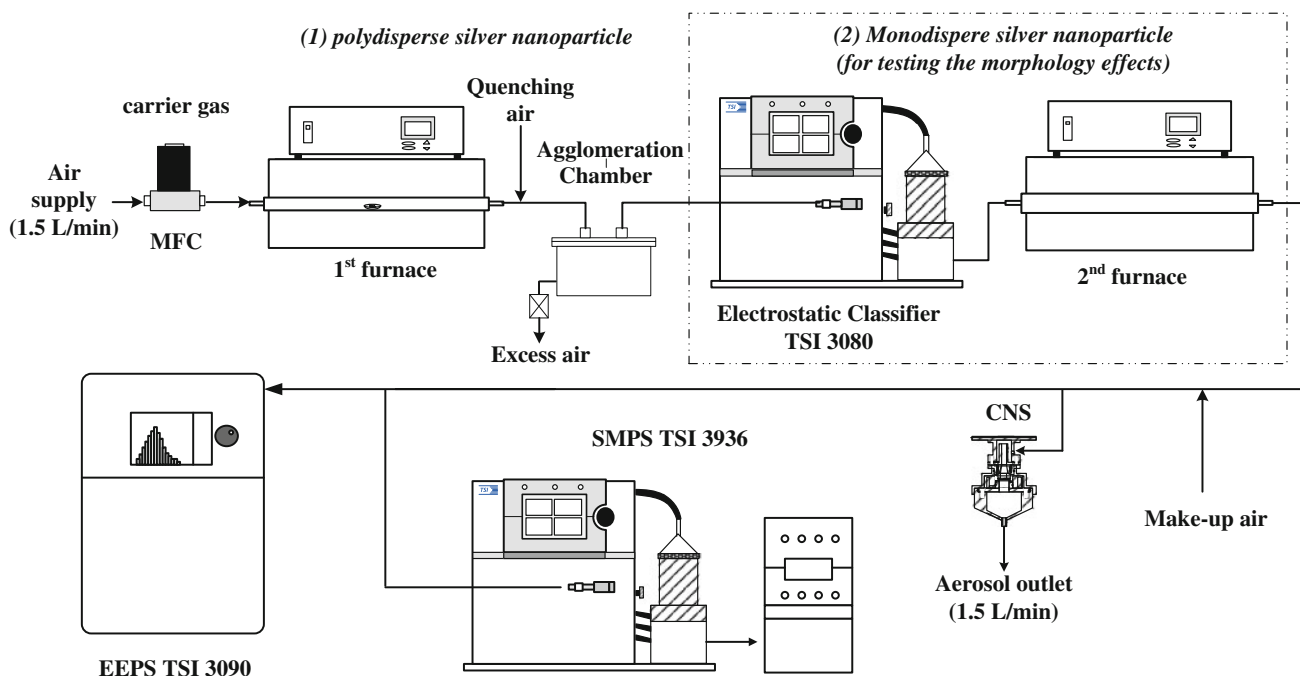 (1) polydisperse silver nanoparticle
(2) Monodispere silver nanoparticle
(for testing the morphology effects)
carrier gas
Quenching
air
TSI
Agglomeration
Chamber
Air
supply
(1.5 L/min)
MFC
1st furnace
2nd furnace
Electrostatic Classifier
TSI 3080
Excess air
CNS
SMPS TSI 3936
TSI
Make-up air
Aerosol outlet
(1.5 L/min)
EEPS TSI 3090